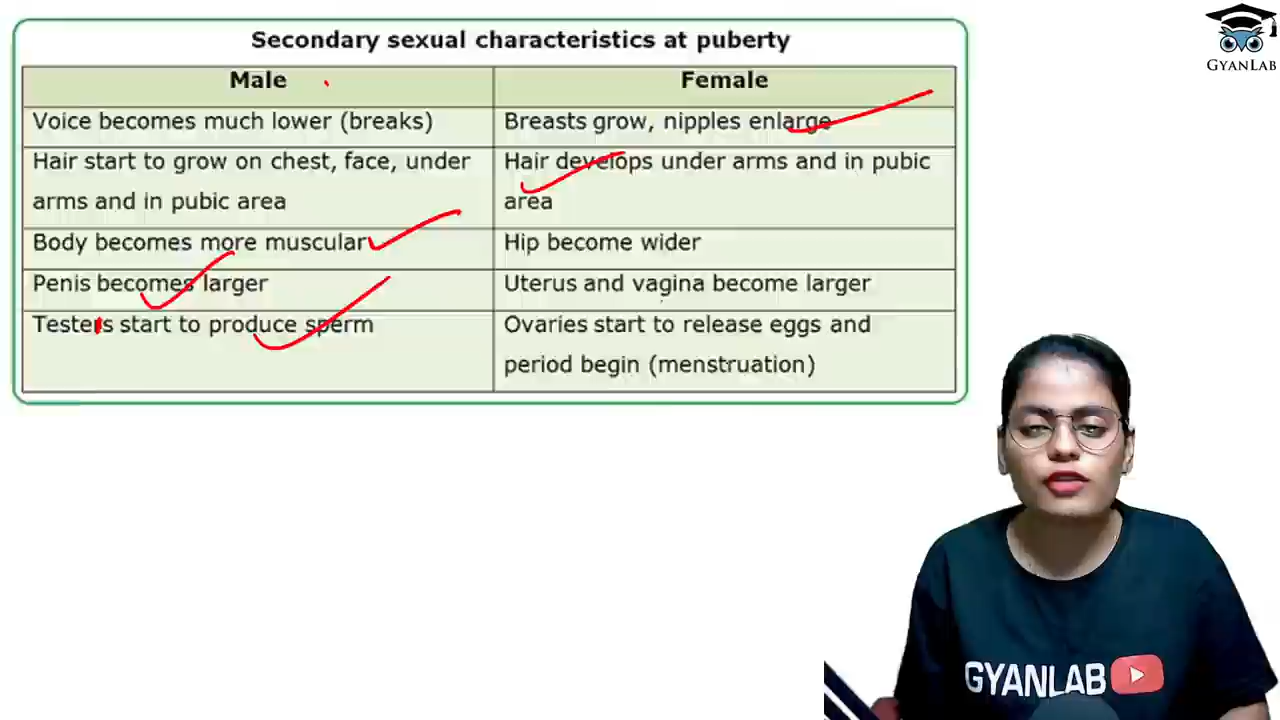 Secondary sexual characteristics at puberty
Male
Female
Voice becomes much lower (breaks)
Breasts grow, nipples enlarge
Hair start to grow on chest, face, under
arms and in pubic area
Hair develops under arms and in pubic
area
Body becomes more muscular
Hip become wider
Penis becomes larger
Uterus and vagina become larger
Testers start to produce sperm
Ovaries start to release eggs and
period begin (menstruation)
GYANLAB
GYANLAB